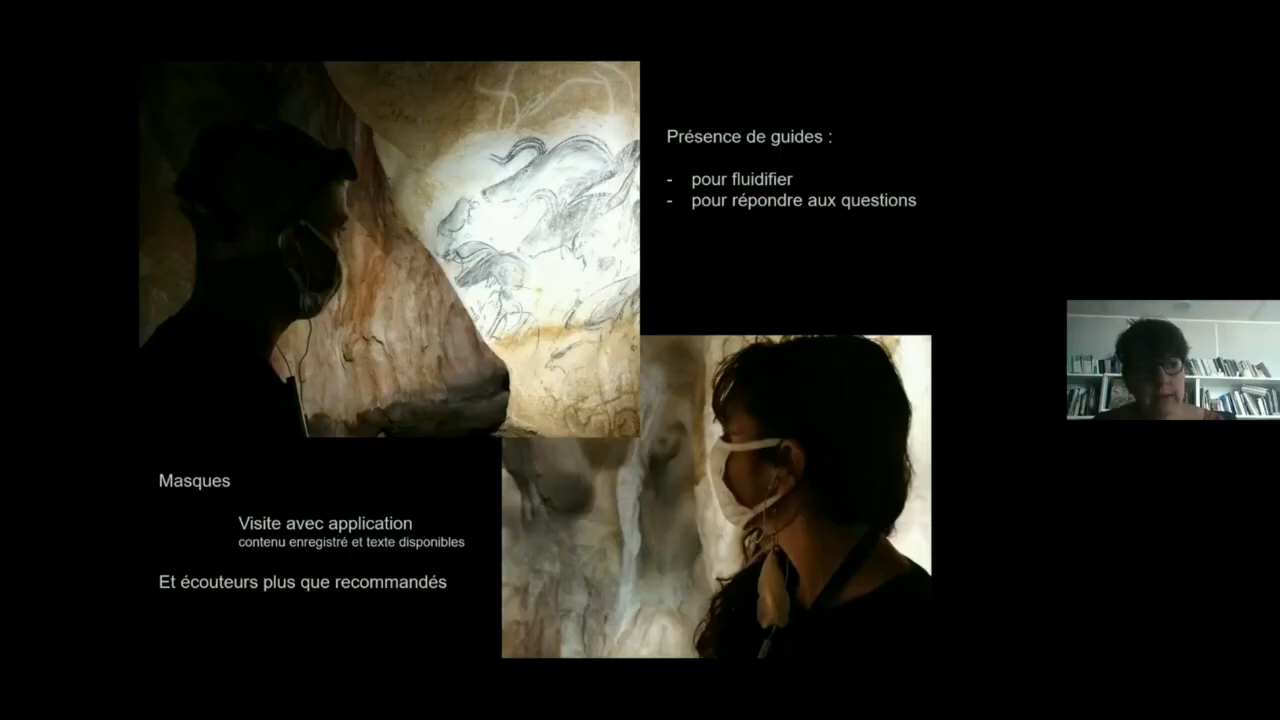 Présence de guides :
- pour fluidifier
- pour répondre aux questions
Masques
Visite avec application
contenu enregistré et texte disponibles
Et écouteurs plus que recommandés